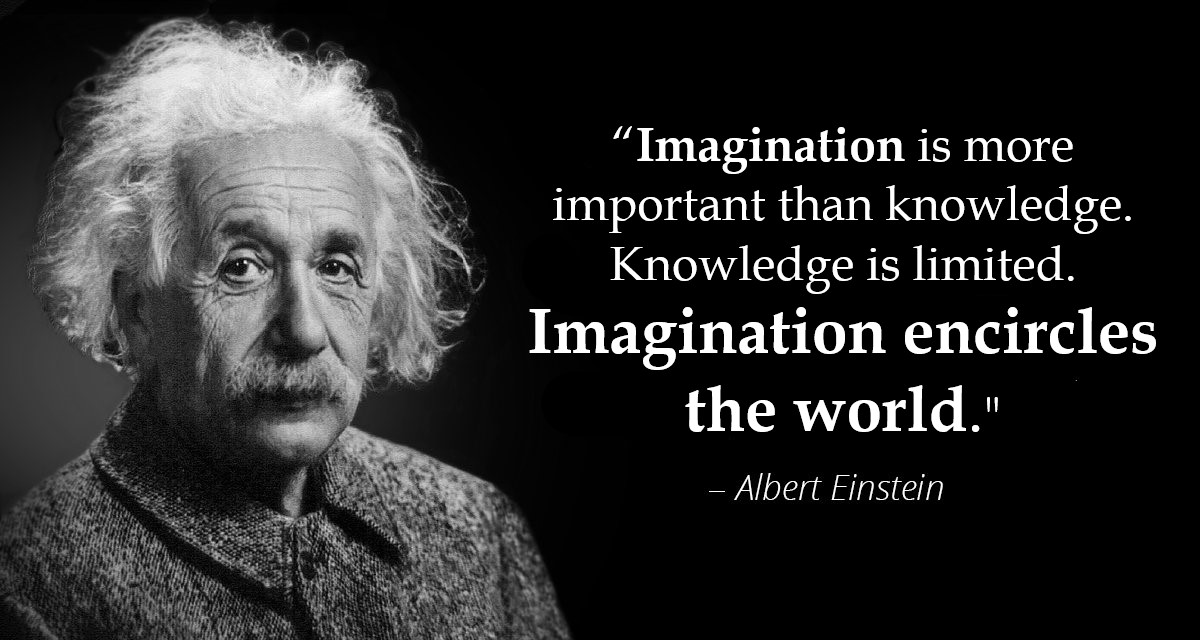 “Imagination is more
important than knowledge.
Knowledge is limited.
Imagination encircles
the world."
– Albert Einstein